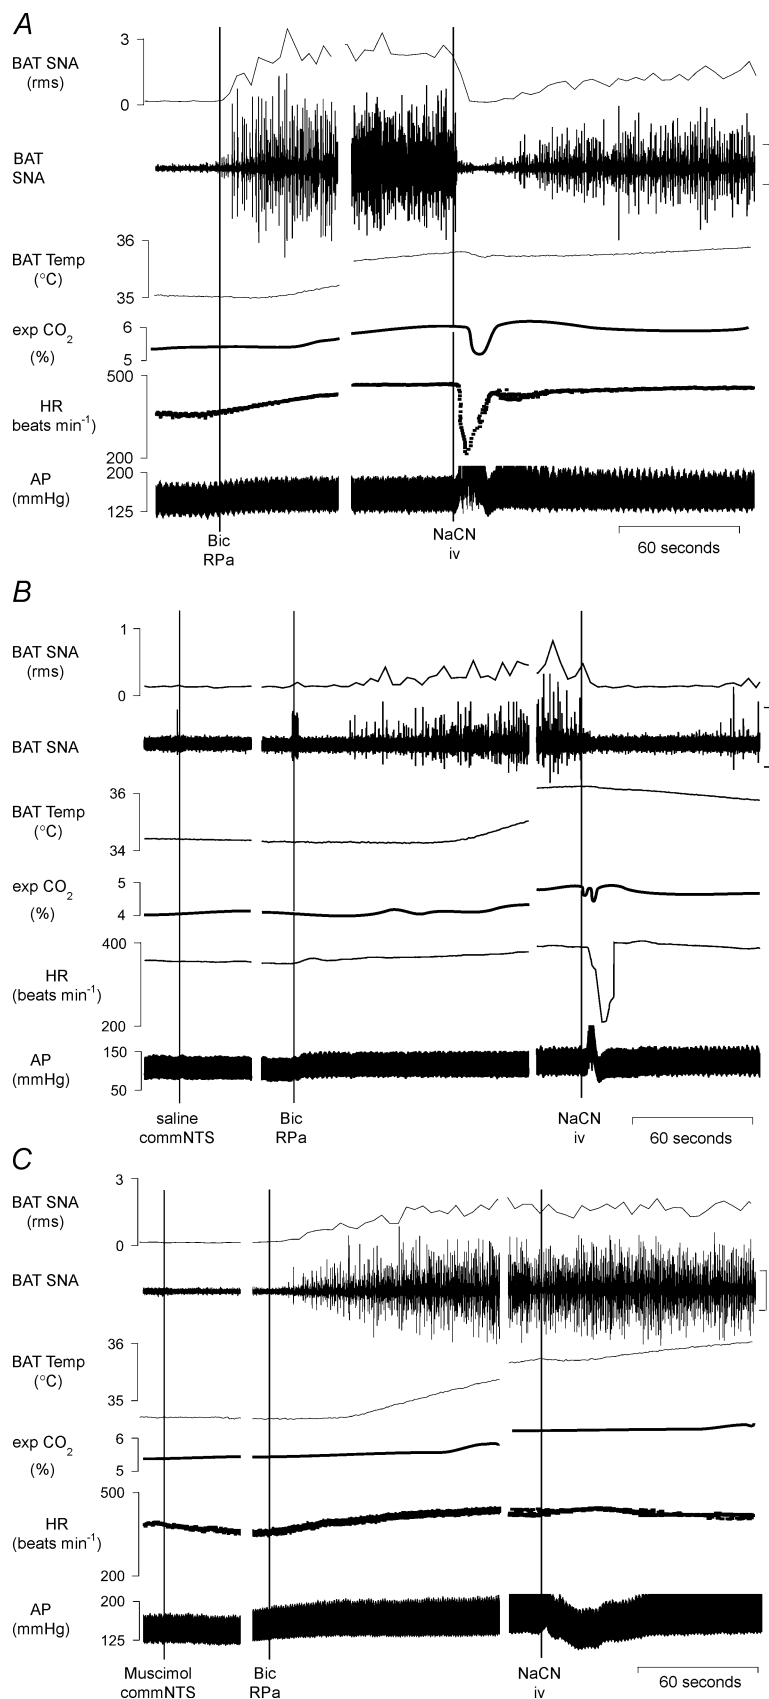 A
BAT SNA
(rms)
3
0
BAT
SNA
BAT Temp
(°C)
36
35
exp CO2
(%)
6
5
HR
beats min-1)
500
200
AP
(mmHg)
200
125
Bic
RPa
NaCN
iv
60 seconds
B
BAT SNA
(rms)
1
0
BAT SNA
BAT Temp
(°C)
36
34
exp CO2
(%)
5
4
HR
(beats min-1)
400
200
AP
(mmHg)
150
50
saline
commNTS
Bic
RPa
NaCN
iv
60 seconds
C
BAT SNA
(rms)
3
0
BAT SNA
BAT Temp
(°C)
36
35
exp CO2
(%)
6
5
HR
(beats min-1)
500
200
AP
(mmHg)
200
125
Muscimol
commNTS
Bic
RPa
NaCN
iv
60 seconds